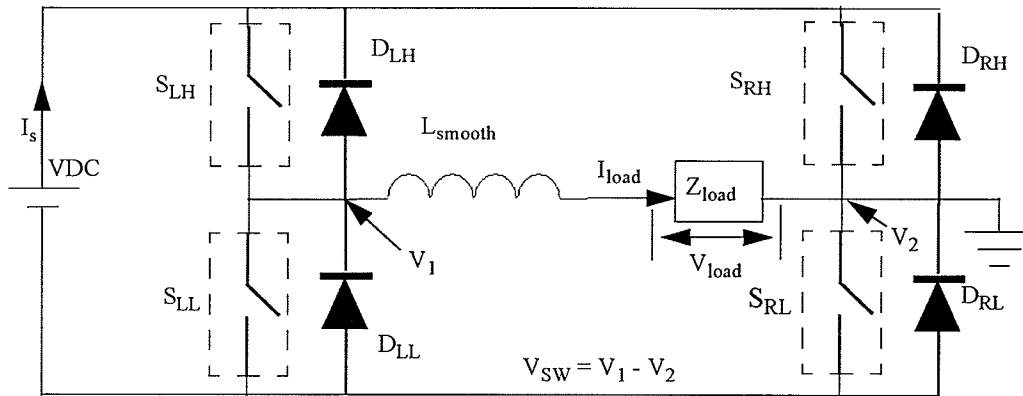 D_LH
D_RH
S_LH
S_RH
I_s
VDC
L_smooth
I_load
Z_load
V_1
V_load
V_2
S_LL
S_RL
D_RL
D_LL
V_SW = V_1 - V_2